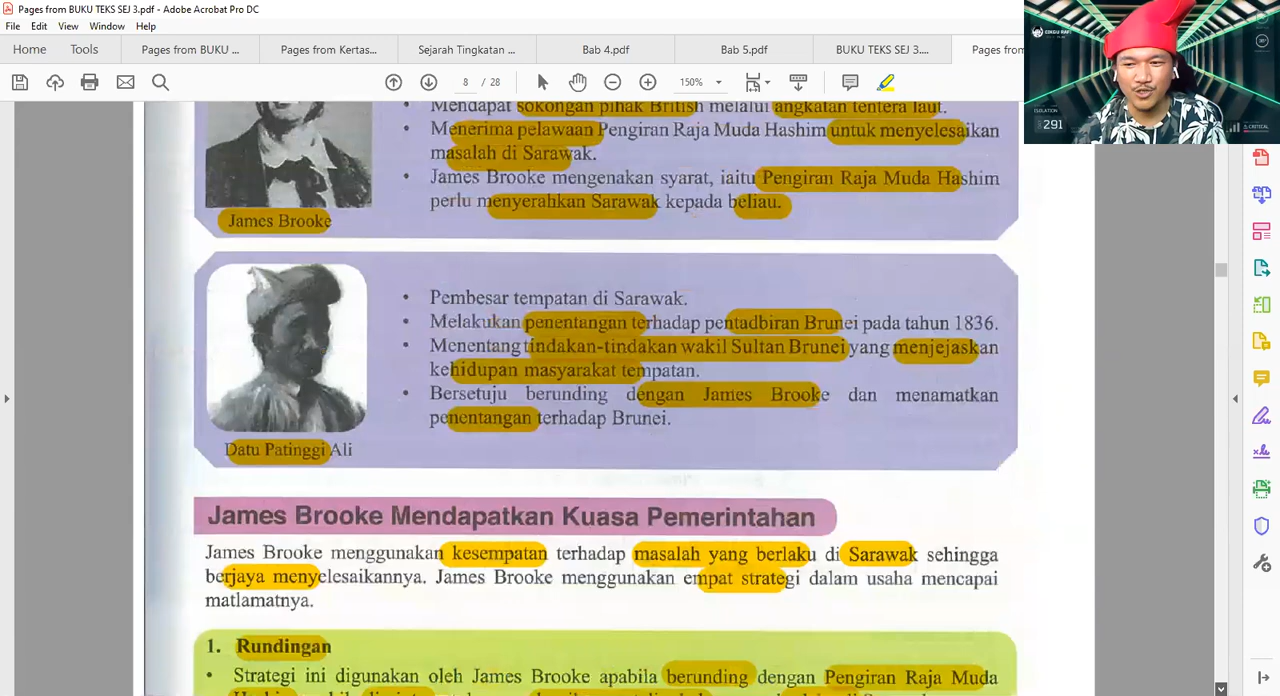 Pages from BUKU TEKS SEJ 3.pdf - Adobe Acrobat Pro DC
File Edit View Window Help
Home Tools Pages from BUKU ... Pages from Kertas... Sejarah Tingkatan ... Bab 4.pdf Bab 5.pdf BUKU TEKS SEJ 3.... Pages from
8 / 28 150%
291
CRITICAL
• Mendapat sokongan pihak British melalui angkatan tentera laut.
• Menerima pelawaan Pengiran Raja Muda Hashim untuk menyelesaikan
masalah di Sarawak.
• James Brooke mengenakan syarat, iaitu Pengiran Raja Muda Hashim
perlu menyerahkan Sarawak kepada beliau.
James Brooke
• Pembesar tempatan di Sarawak.
• Melakukan penentangan terhadap pentadbiran Brunei pada tahun 1836.
• Menentang tindakan-tindakan wakil Sultan Brunei yang menjejaskan
kehidupan masyarakat tempatan.
• Bersetuju berunding dengan James Brooke dan menamatkan
penentangan terhadap Brunei.
Datu Patinggi Ali
James Brooke Mendapatkan Kuasa Pemerintahan
James Brooke menggunakan kesempatan terhadap masalah yang berlaku di Sarawak sehingga
berjaya menyelesaikannya. James Brooke menggunakan empat strategi dalam usaha mencapai
matlamatnya.
1. Rundingan
• Strategi ini digunakan oleh James Brooke apabila berunding dengan Pengiran Raja Muda